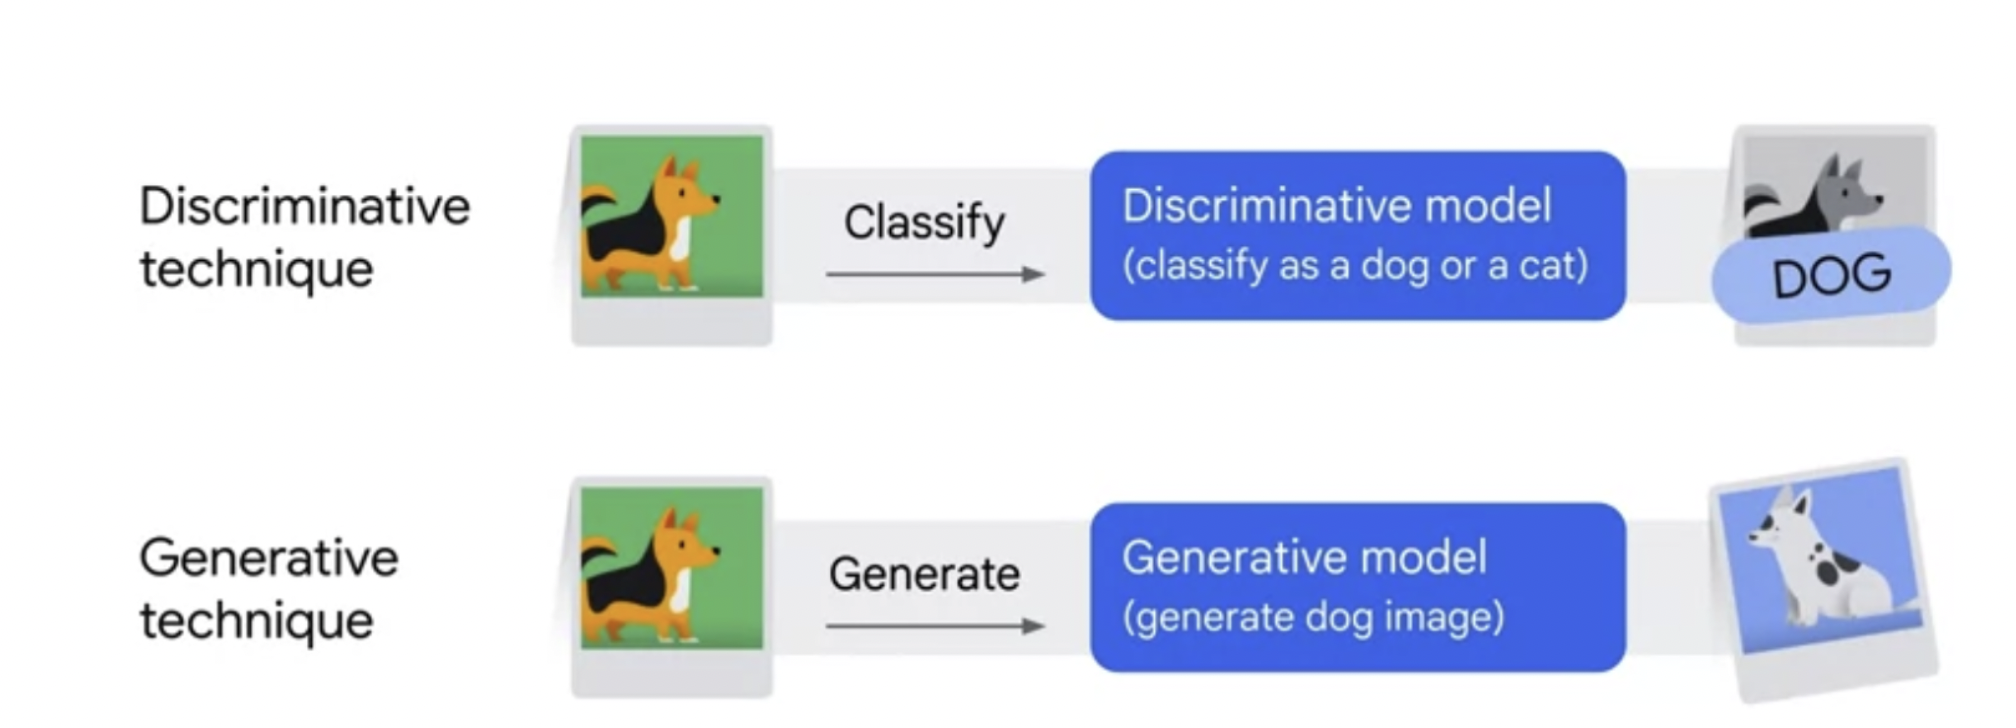 Discriminative
technique
Classify
Discriminative model
(classify as a dog or a cat)
DOG
Generative
technique
Generate
Generative model
(generate dog image)